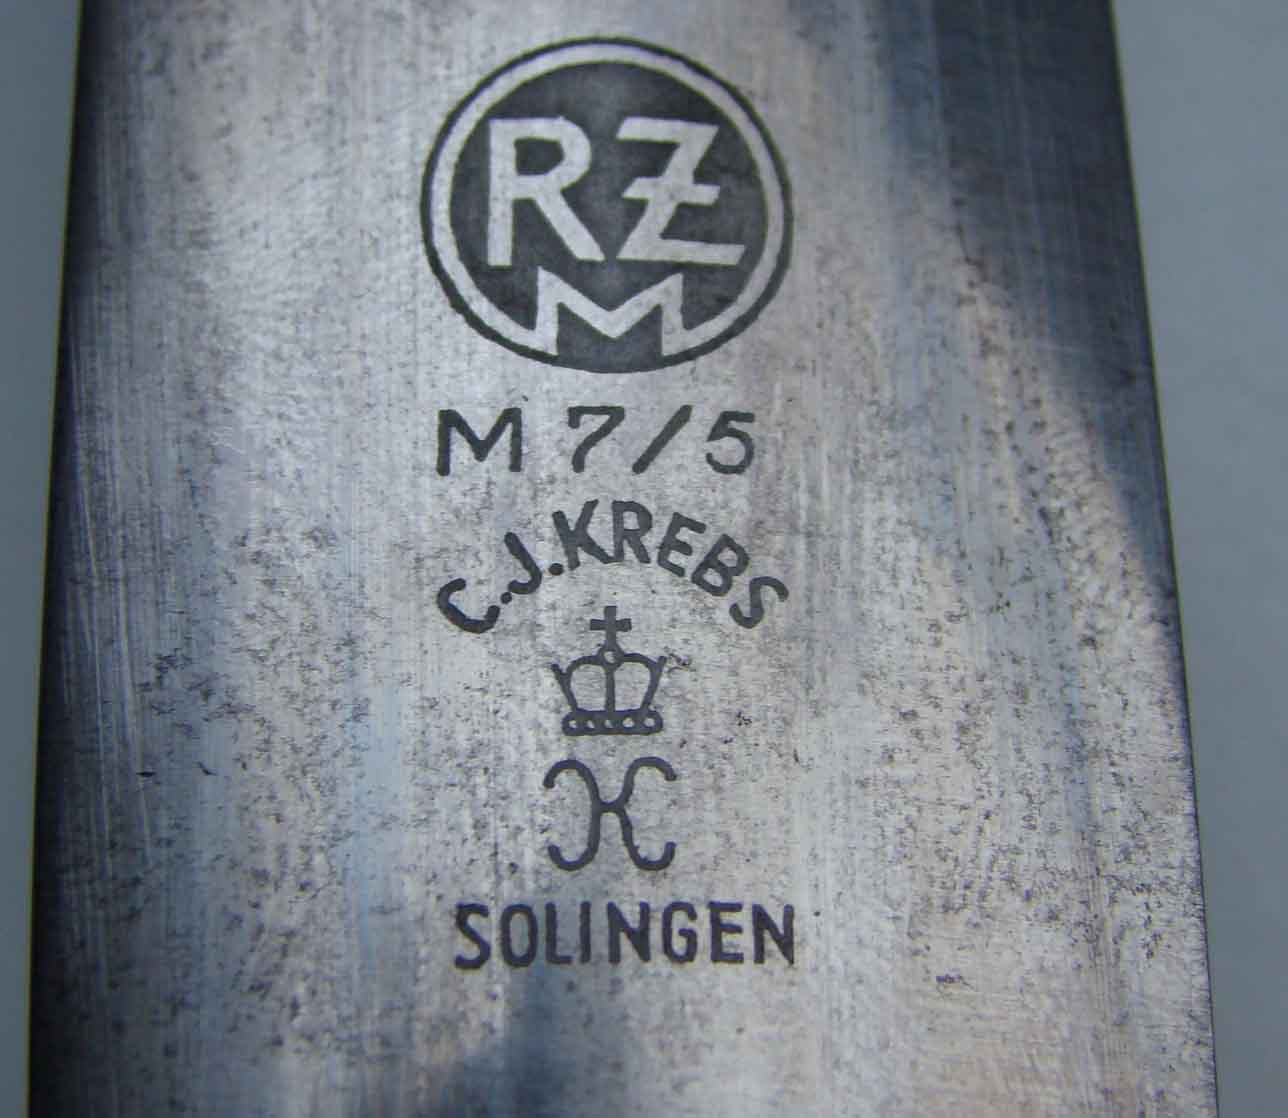 RZM
M 7/5
C.J.KREBS
K
SOLINGEN